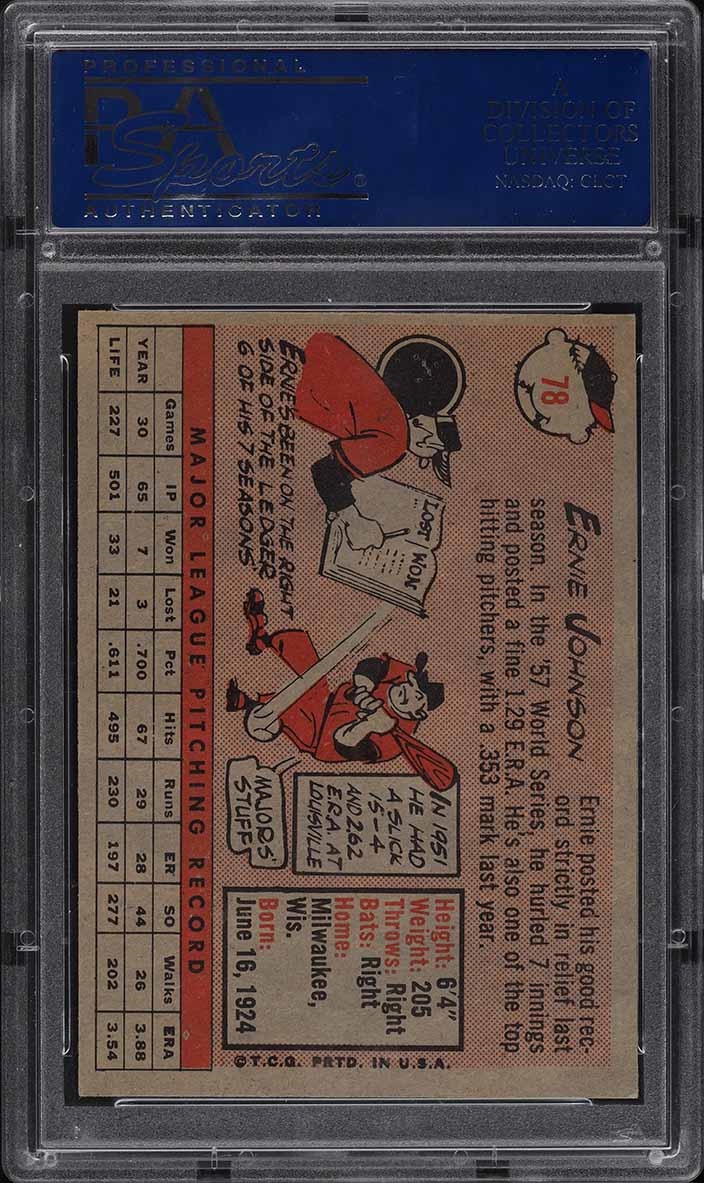 PROFESSIONAL
PSA
Sports®
AUTHENTICATOR
A
DIVISION OF
COLLECTORS
UNIVERSE
NASDAQ: CLCT
78
ERNIE JOHNSON
Ernie posted his good rec-
ord strictly in relief last
season. In the '57 World Series, he hurled 7 innings
and posted a fine 1.29 E.R.A. He's also one of the top
hitting pitchers, with a .353 mark last year.
LOST WON
ERNIE'S BEEN ON THE RIGHT
SIDE OF THE LEDGER
6 OF HIS 7 SEASONS
IN 1951
HE HAD
A SLICK
15-4
AND 2.62
E.R.A. AT
LOUISVILLE
MAJORS'
STUFF
Height: 6'4"
Weight: 205
Throws: Right
Bats: Right
Home:
Milwaukee,
Wis.
Born:
June 16, 1924
©T.C.G. PRTD. IN U.S.A.
MAJOR LEAGUE PITCHING RECORD
Games IP Won Lost Pct Hits Runs ER SO Walks ERA
YEAR 30 65 7 3 .700 67 29 28 44 26 3.88
LIFE 227 501 33 21 .611 495 230 197 277 202 3.54